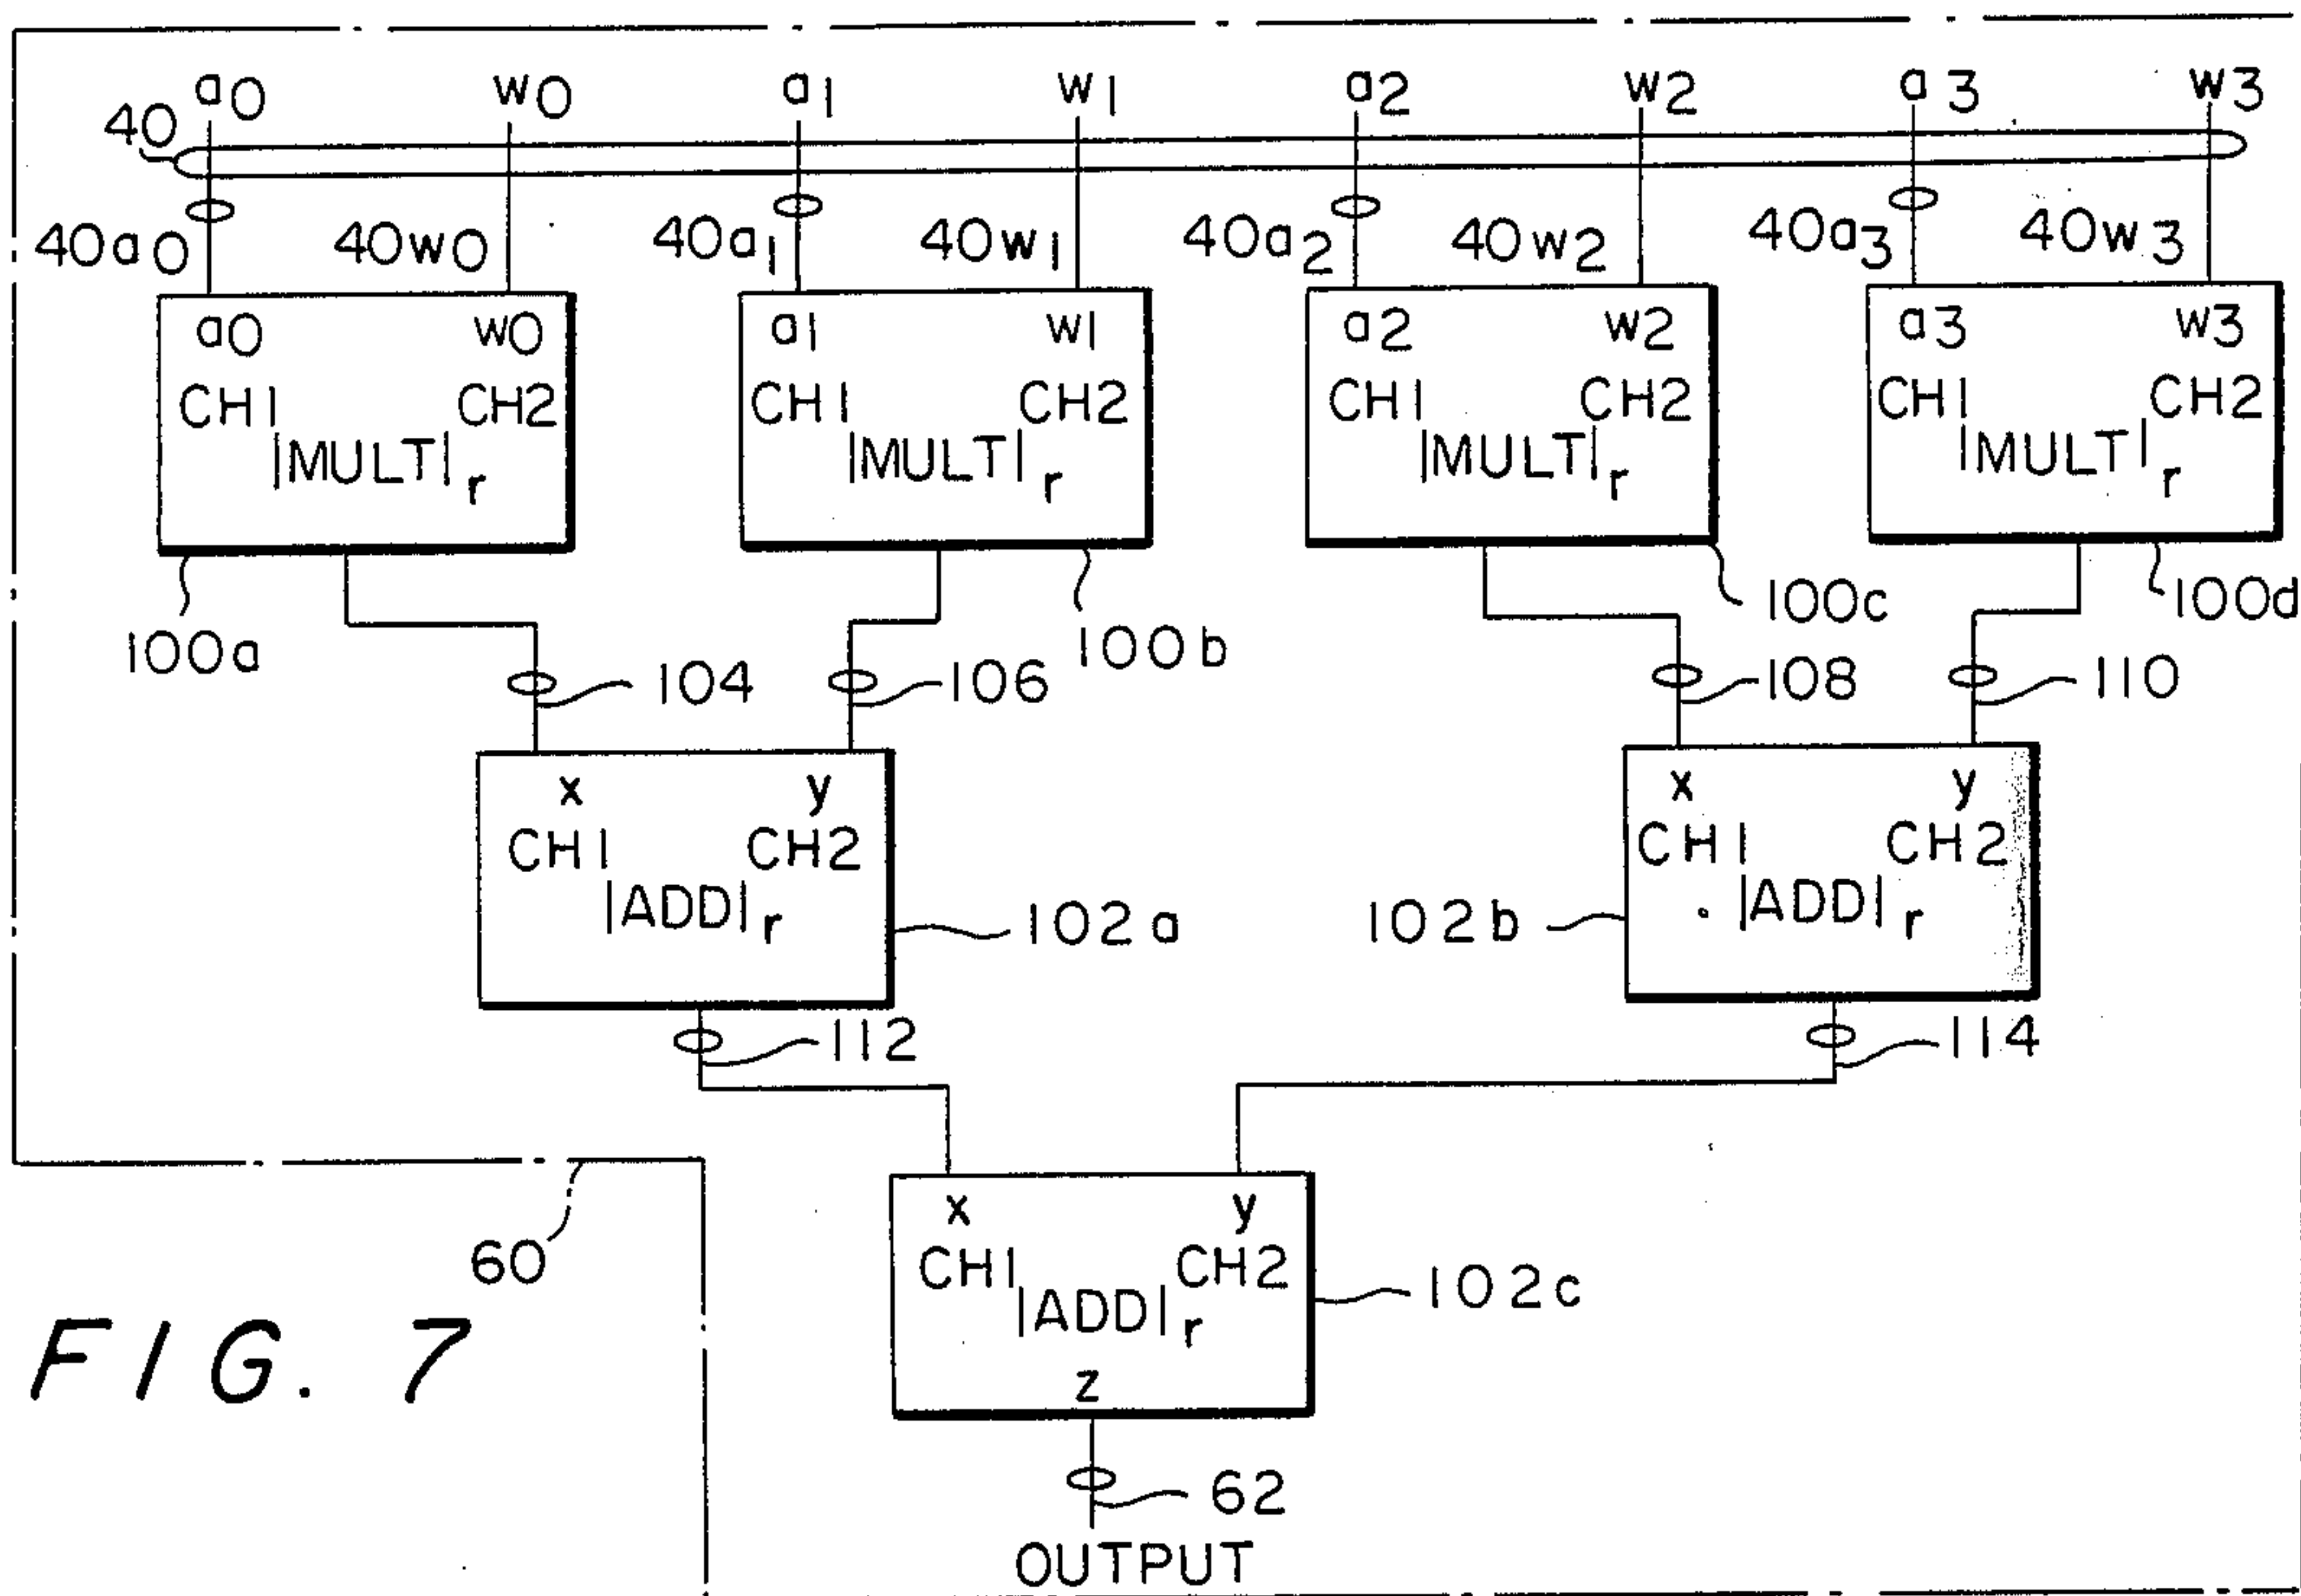 a0 w0 a1 w1 a2 w2 a3 w3
40
40a0 40w0 40a1 40w1 40a2 40w2 40a3 40w3
a0 w0 a1 w1 a2 w2 a3 w3
CH1 CH2 CH1 CH2 CH1 CH2 CH1 CH2
|MULT|r |MULT|r |MULT|r |MULT|r
100a 100b 100c 100d
104 106 108 110
x y x y
CH1 CH2 CH1 CH2
|ADD|r 102a 102b |ADD|r
112 114
x y
60 CH1 CH2 102c
|ADD|r
FIG. 7
z
62
OUTPUT